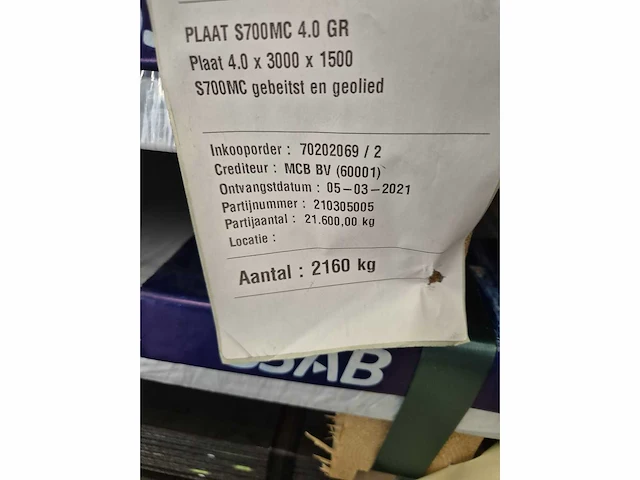 PLAAT S700MC 4.0 GR
Plaat 4.0 x 3000 x 1500
S700MC gebeitst en geolied
Inkooporder : 70202069 / 2
Crediteur : MCB BV (60001)
Ontvangstdatum : 05-03-2021
Partijnummer : 210305005
Partijaantal : 21.600,00 kg
Locatie :
Aantal : 2160 kg
SSAB